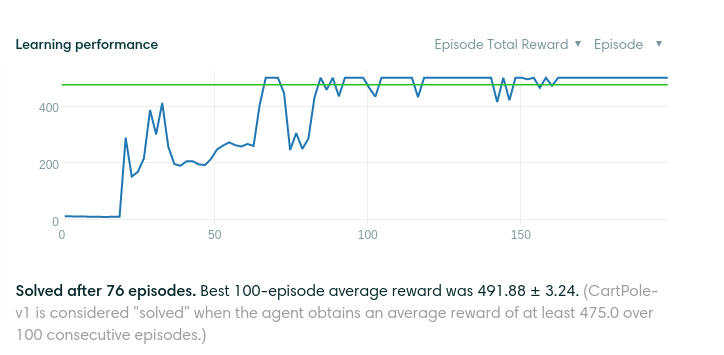 Learning performance
Episode Total Reward ▼ Episode ▼
400
200
0
0 50 100 150
Solved after 76 episodes. Best 100-episode average reward was 491.88 ± 3.24. (CartPole-
v1 is considered "solved" when the agent obtains an average reward of at least 475.0 over
100 consecutive episodes.)